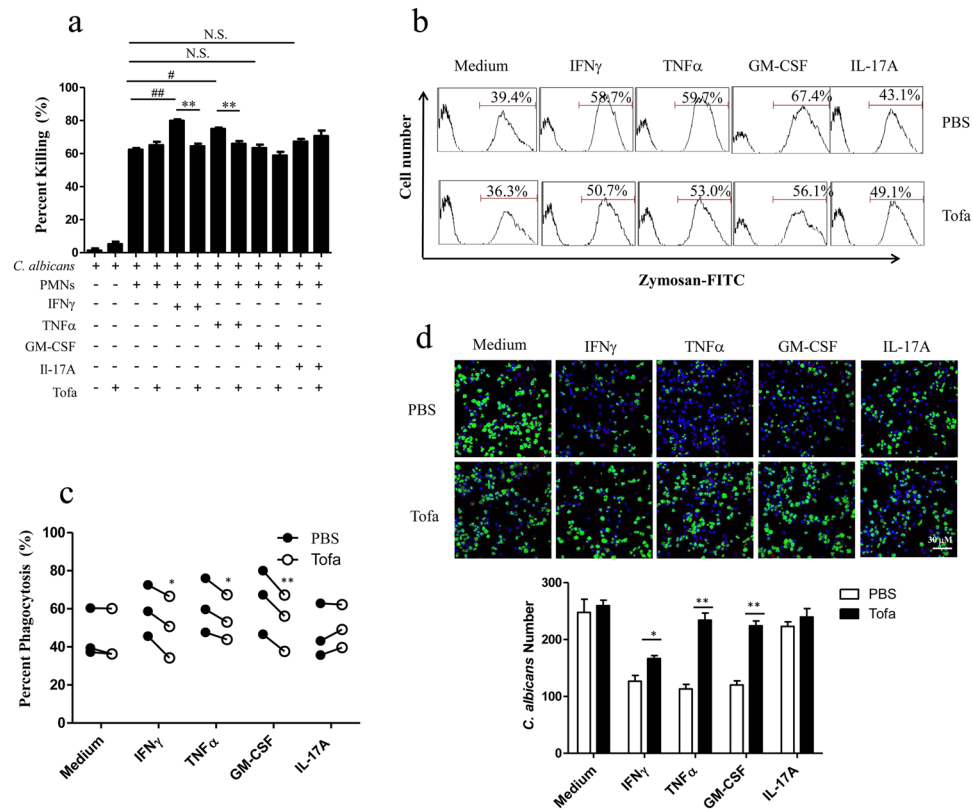 a
N.S.
N.S.
#
## ** **
Percent Killing (%)
100
80
60
40
20
0
C. albicans + + + + + + + + + + + +
PMNs - - + + + + + + + + + +
IFNγ - - - - + + - - - - - -
TNFα - - - - - - + + - - - -
GM-CSF - - - - - - - - + + - -
Il-17A - - - - - - - - - - + +
Tofa - + - + - + - + - + - +
b
Medium IFNγ TNFα GM-CSF IL-17A
39.4% 58.7% 59.7% 67.4% 43.1% PBS
36.3% 50.7% 53.0% 56.1% 49.1% Tofa
Cell number
Zymosan-FITC
c
Percent Phagocytosis (%)
100
80
60
40
20
0
PBS
Tofa
* * **
Medium IFNγ TNFα GM-CSF IL-17A
d
Medium IFNγ TNFα GM-CSF IL-17A
PBS
Tofa
30 μM
C. albicans Number
300
200
100
0
PBS
Tofa
* ** **
Medium IFNγ TNFα GM-CSF IL-17A